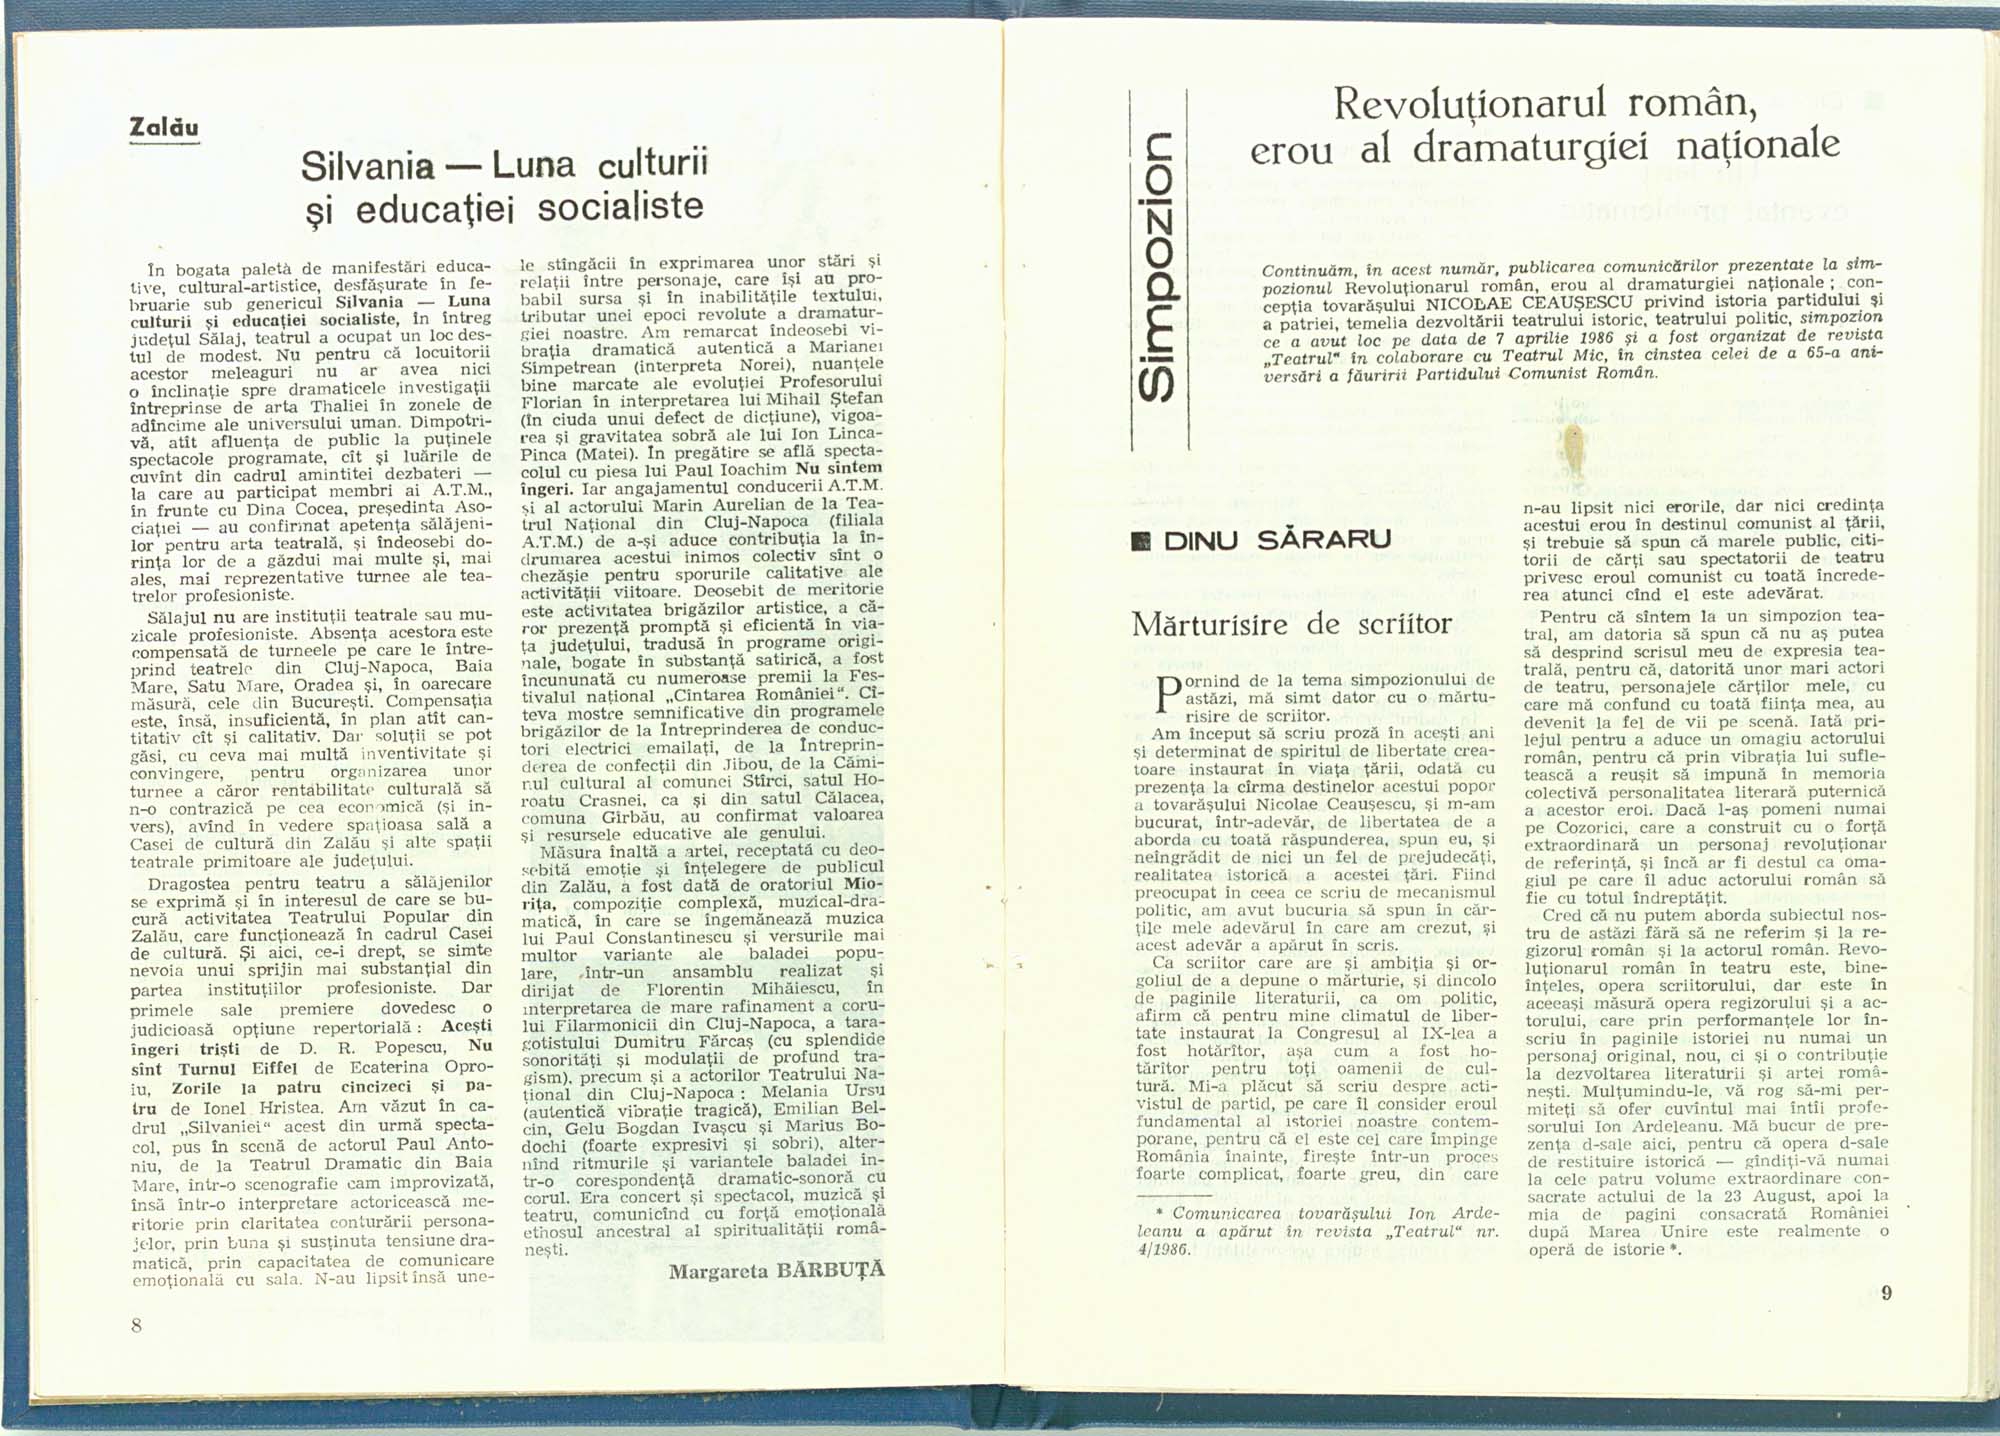 Zalău
Silvania — Luna culturii
și educației socialiste
În bogata paletă de manifestări educa-
tive, cultural-artistice, desfășurate în fe-
bruarie sub genericul Silvania — Luna
culturii și educației socialiste, în întreg
județul Sălaj, teatrul a ocupat un loc des-
tul de modest. Nu pentru că locuitorii
acestor meleaguri nu ar avea nici
o înclinație spre dramaticele investigații
întreprinse de arta Thaliei în zonele de
adîncime ale universului uman. Dimpotri-
vă, atît afluența de public la puținele
spectacole programate, cît și luările de
cuvînt din cadrul amintitei dezbateri —
la care au participat membri ai A.T.M.,
în frunte cu Dina Cocea, președinta Aso-
ciației — au confirmat apetența sălăjeni-
lor pentru arta teatrală, și îndeosebi do-
rința lor de a găzdui mai multe și, mai
ales, mai reprezentative turnee ale tea-
trelor profesioniste.
Sălajul nu are instituții teatrale sau mu-
zicale profesioniste. Absența acestora este
compensată de turneele pe care le între-
prind teatrele din Cluj-Napoca, Baia
Mare, Satu Mare, Oradea și, în oarecare
măsură, cele din București. Compensația
este, însă, insuficientă, în plan atît can-
titativ cît și calitativ. Dar soluții se pot
găsi, cu ceva mai multă inventivitate și
convingere, pentru organizarea unor
turnee a căror rentabilitate culturală să
n-o contrazică pe cea economică (și in-
vers), avînd în vedere spațioasa sală a
Casei de cultură din Zalău și alte spații
teatrale primitoare ale județului.
Dragostea pentru teatru a sălăjenilor
se exprimă și în interesul de care se bu-
cură activitatea Teatrului Popular din
Zalău, care funcționează în cadrul Casei
de cultură. Și aici, ce-i drept, se simte
nevoia unui sprijin mai substanțial din
partea instituțiilor profesioniste. Dar
primele sale premiere dovedesc o
judicioasă opțiune repertorială : Acești
îngeri triști de D. R. Popescu, Nu
sînt Turnul Eiffel de Ecaterina Opro-
iu, Zorile la patru cincizeci și pa-
tru de Ionel Hristea. Am văzut în ca-
drul „Silvaniei“ acest din urmă specta-
col, pus în scenă de actorul Paul Anto-
niu, de la Teatrul Dramatic din Baia
Mare, într-o scenografie cam improvizată,
însă într-o interpretare actoricească me-
ritorie prin claritatea conturării persona-
jelor, prin buna și susținuta tensiune dra-
matică, prin capacitatea de comunicare
emoțională cu sala. N-au lipsit însă une-
le stîngăcii în exprimarea unor stări și
relații între personaje, care își au pro-
babil sursa și în inabilitățile textului,
tributar unei epoci revolute a dramatur-
giei noastre. Am remarcat îndeosebi vi-
brația dramatică autentică a Marianei
Simpetrean (interpreta Norei), nuanțele
bine marcate ale evoluției Profesorului
Florian în interpretarea lui Mihail Ștefan
(în ciuda unui defect de dicțiune), vigoa-
rea și gravitatea sobră ale lui Ion Linca-
Pinca (Matei). În pregătire se află specta-
colul cu piesa lui Paul Ioachim Nu sîntem
îngeri. Iar angajamentul conducerii A.T.M.
și al actorului Marin Aurelian de la Tea-
trul Național din Cluj-Napoca (filiala
A.T.M.) de a-și aduce contribuția la în-
drumarea acestui inimos colectiv sînt o
chezășie pentru sporurile calitative ale
activității viitoare. Deosebit de meritorie
este activitatea brigăzilor artistice, a că-
ror prezență promptă și eficientă în via-
ța județului, tradusă în programe origi-
nale, bogate în substanță satirică, a fost
încununată cu numeroase premii la Fes-
tivalul național „Cîntarea României“. Cî-
teva mostre semnificative din programele
brigăzilor de la Întreprinderea de conduc-
tori electrici emailați, de la Întreprin-
derea de confecții din Jibou, de la Cămi-
nul cultural al comunei Stîrci, satul Ho-
roatu Crasnei, ca și din satul Călacea,
comuna Gîrbău, au confirmat valoarea
și resursele educative ale genului.
Măsura înaltă a artei, receptată cu deo-
sebită emoție și înțelegere de publicul
din Zalău, a fost dată de oratoriul Mio-
rița, compoziție complexă, muzical-dra-
matică, în care se îngemănează muzica
lui Paul Constantinescu și versurile mai
multor variante ale baladei popu-
lare, într-un ansamblu realizat și
dirijat de Florentin Mihăiescu, în
interpretarea de mare rafinament a coru-
lui Filarmonicii din Cluj-Napoca, a tara-
gotistului Dumitru Fărcaș (cu splendide
sonorități și modulații de profund tra-
gism), precum și a actorilor Teatrului Na-
țional din Cluj-Napoca : Melania Ursu
(autentică vibrație tragică), Emilian Bel-
cin, Gelu Bogdan Ivașcu și Marius Bo-
dochi (foarte expresivi și sobri), alter-
nînd ritmurile și variantele baladei în-
tr-o corespondență dramatic-sonoră cu
corul. Era concert și spectacol, muzică și
teatru, comunicînd cu forță emoțională
ethosul ancestral al spiritualității româ-
nești.
Margareta BĂRBUȚĂ
8
Simpozion
Revoluționarul român,
erou al dramaturgiei naționale
Continuăm, în acest număr, publicarea comunicărilor prezentate la sim-
pozionul Revoluționarul român, erou al dramaturgiei naționale ; con-
cepția tovarășului NICOLAE CEAUȘESCU privind istoria partidului și
a patriei, temelia dezvoltării teatrului istoric, teatrului politic, simpozion
ce a avut loc pe data de 7 aprilie 1986 și a fost organizat de revista
„Teatrul“ în colaborare cu Teatrul Mic, în cinstea celei de a 65-a ani-
versări a făuririi Partidului Comunist Român.
■ DINU SĂRARU
Mărturisire de scriitor
Pornind de la tema simpozionului de
astăzi, mă simt dator cu o mărtu-
risire de scriitor.
Am început să scriu proză în acești ani
și determinat de spiritul de libertate crea-
toare instaurat în viața țării, odată cu
prezența la cîrma destinelor acestui popor
a tovarășului Nicolae Ceaușescu, și m-am
bucurat, într-adevăr, de libertatea de a
aborda cu toată răspunderea, spun eu, și
neîngrădit de nici un fel de prejudecăți,
realitatea istorică a acestei țări. Fiind
preocupat în ceea ce scriu de mecanismul
politic, am avut bucuria să spun în căr-
țile mele adevărul în care am crezut, și
acest adevăr a apărut în scris.
Ca scriitor care are și ambiția și or-
goliul de a depune o mărturie, și dincolo
de paginile literaturii, ca om politic,
afirm că pentru mine climatul de liber-
tate instaurat la Congresul al IX-lea a
fost hotărîtor, așa cum a fost ho-
tărîtor pentru toți oamenii de cul-
tură. Mi-a plăcut să scriu despre acti-
vistul de partid, pe care îl consider eroul
fundamental al istoriei noastre contem-
porane, pentru că el este cel care împinge
România înainte, firește într-un proces
foarte complicat, foarte greu, din care
* Comunicarea tovarășului Ion Arde-
leanu a apărut în revista „Teatrul“ nr.
4/1986.
n-au lipsit nici erorile, dar nici credința
acestui erou în destinul comunist al țării,
și trebuie să spun că marele public, citi-
torii de cărți sau spectatorii de teatru
privesc eroul comunist cu toată încrede-
rea atunci cînd el este adevărat.
Pentru că sîntem la un simpozion tea-
tral, am datoria să spun că nu aș putea
să desprind scrisul meu de expresia tea-
trală, pentru că, datorită unor mari actori
de teatru, personajele cărților mele, cu
care mă confund cu toată ființa mea, au
devenit la fel de vii pe scenă. Iată pri-
lejul pentru a aduce un omagiu actorului
român, pentru că prin vibrația lui sufle-
tească a reușit să impună în memoria
colectivă personalitatea literară puternică
a acestor eroi. Dacă l-aș pomeni numai
pe Cozorici, care a construit cu o forță
extraordinară un personaj revoluționar
de referință, și încă ar fi destul ca oma-
giul pe care îl aduc actorului român să
fie cu totul îndreptățit.
Cred că nu putem aborda subiectul nos-
tru de astăzi fără să ne referim și la re-
gizorul român și la actorul român. Revo-
luționarul român în teatru este, bine-
înțeles, opera scriitorului, dar este în
aceeași măsură opera regizorului și a ac-
torului, care prin performanțele lor în-
scriu în paginile istoriei nu numai un
personaj original, nou, ci și o contribuție
la dezvoltarea literaturii și artei româ-
nești. Mulțumindu-le, vă rog să-mi per-
miteți să ofer cuvîntul mai întîi profe-
sorului Ion Ardeleanu. Mă bucur de pre-
zența d-sale aici, pentru că opera d-sale
de restituire istorică — gîndiți-vă numai
la cele patru volume extraordinare con-
sacrate actului de la 23 August, apoi la
mia de pagini consacrată României
după Marea Unire este realmente o
operă de istorie *.
9